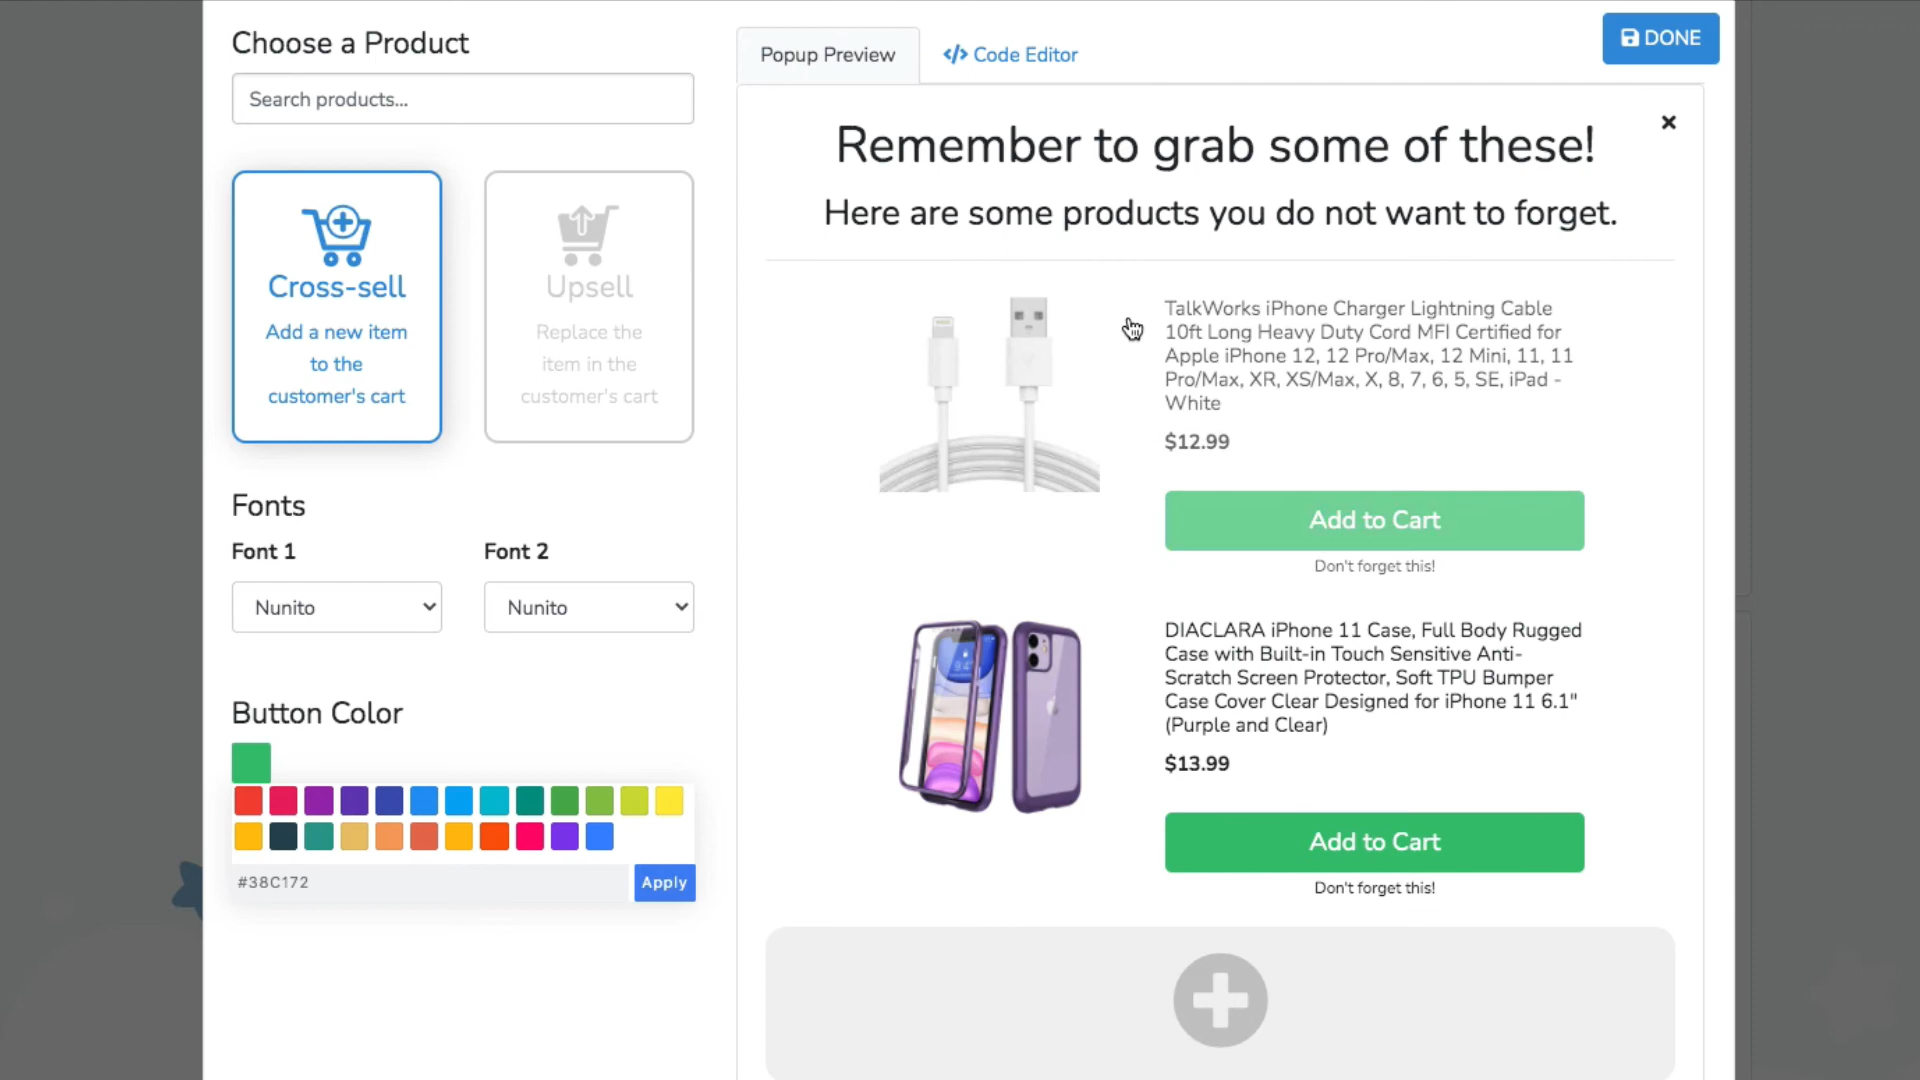 Choose a Product
Search products...
Cross-sell
Add a new item
to the
customer's cart
Upsell
Replace the
item in the
customer's cart
Fonts
Font 1
Font 2
Nunito
Nunito
Button Color
#38C172
Apply
Popup Preview
</> Code Editor
DONE
Remember to grab some of these!
Here are some products you do not want to forget.
TalkWorks iPhone Charger Lightning Cable
10ft Long Heavy Duty Cord MFI Certified for
Apple iPhone 12, 12 Pro/Max, 12 Mini, 11, 11
Pro/Max, XR, XS/Max, X, 8, 7, 6, 5, SE, iPad -
White
$12.99
Add to Cart
Don't forget this!
DIACLARA iPhone 11 Case, Full Body Rugged
Case with Built-in Touch Sensitive Anti-
Scratch Screen Protector, Soft TPU Bumper
Case Cover Clear Designed for iPhone 11 6.1"
(Purple and Clear)
$13.99
Add to Cart
Don't forget this!